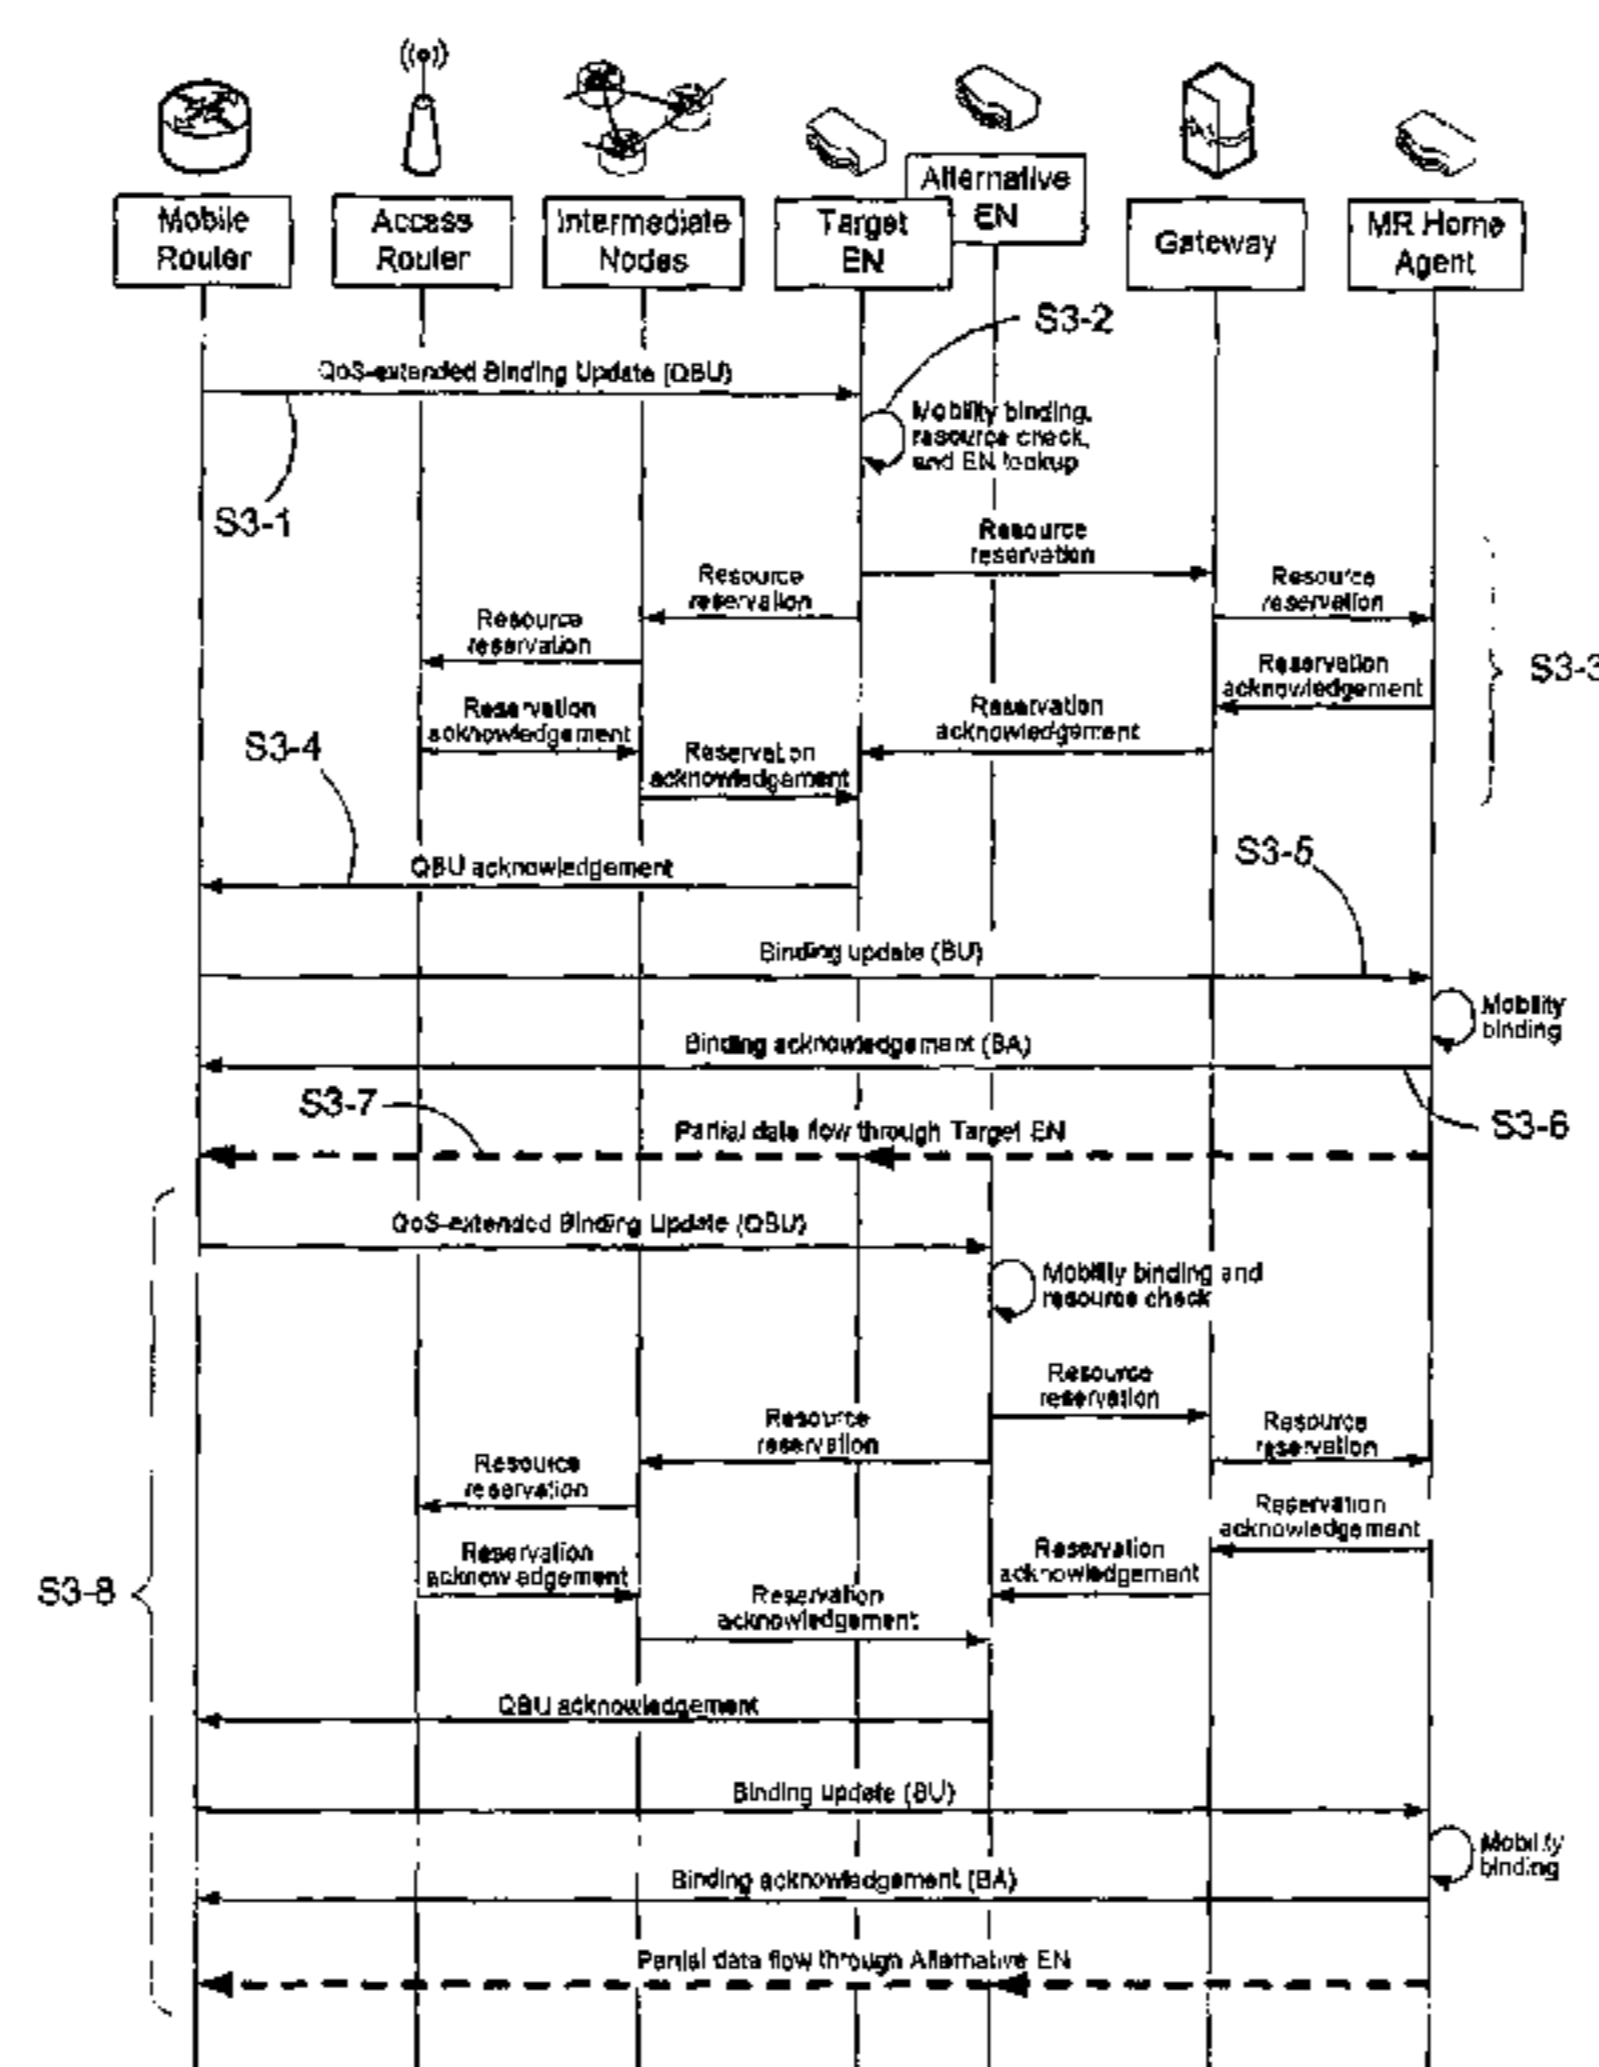 Mobile
Router
Access
Router
Intermediate
Nodes
Target
EN
Alternative
EN
Gateway
MR Home
Agent
S3-2
QoS-extended Binding Update (QBU)
Mobility binding,
resource check,
and EN lookup
S3-1
Resource
reservation
Resource
reservation
Resource
reservation
Resource
reservation
S3-3
Reservation
acknowledgement
Reservation
acknowledgement
Reservation
acknowledgement
S3-4
Reservation
acknowledgement
S3-5
QBU acknowledgement
Binding update (BU)
Mobility
binding
Binding acknowledgement (BA)
S3-7
S3-6
Partial data flow through Target EN
QoS-extended Binding Update (QBU)
Mobility binding and
resource check
Resource
reservation
Resource
reservation
Resource
reservation
Resource
reservation
Reservation
acknowledgement
Reservation
acknowledgement
Reservation
acknowledgement
S3-8
Reservation
acknowledgement
QBU acknowledgement
Binding update (BU)
Mobility
binding
Binding acknowledgement (BA)
Partial data flow through Alternative EN